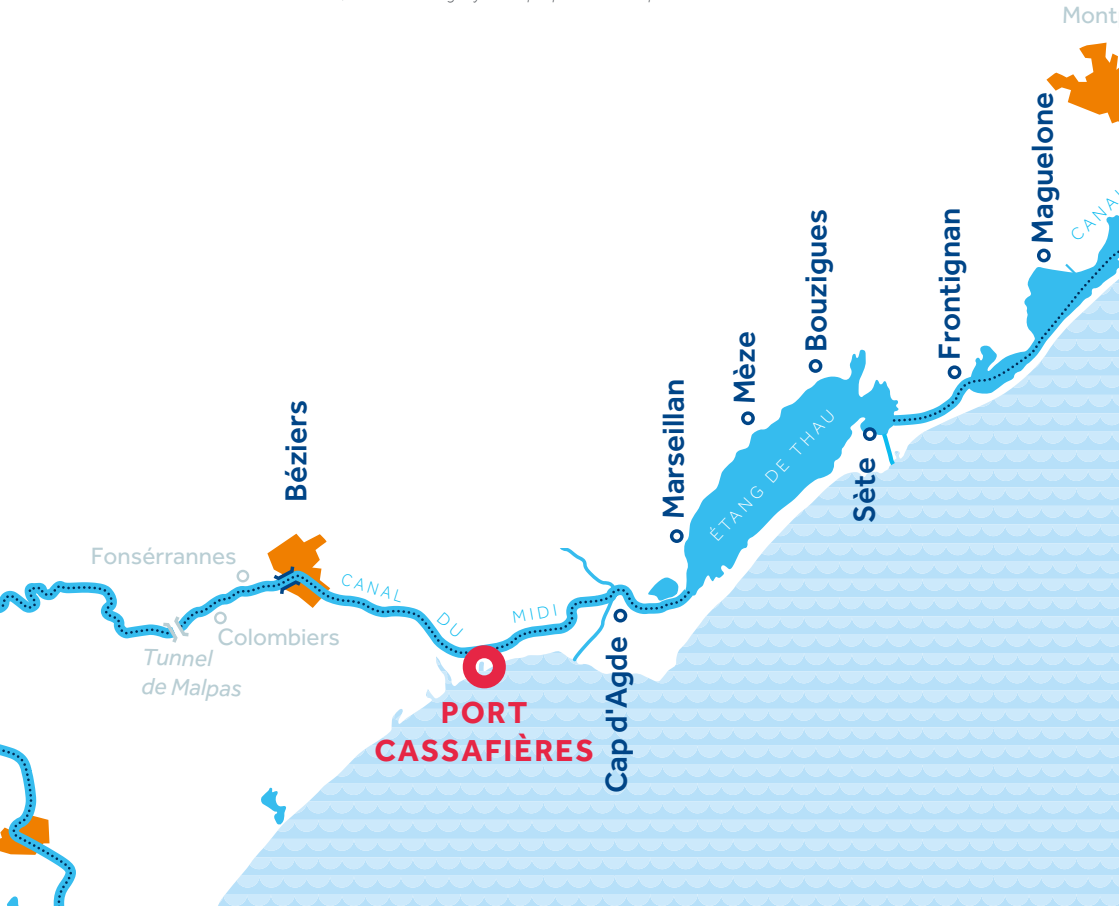 Mont
Maguelone
CANAL
Bouzigues
Frontignan
Mèze
Marseillan
Béziers
ÉTANG DE THAU
Sète
Fonsérrannes
CANAL
DU
MIDI
Colombiers
Tunnel
de Malpas
Cap d'Agde
PORT
CASSAFIÈRES